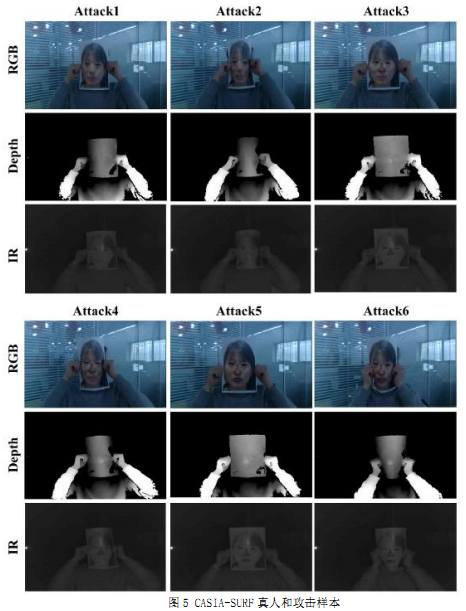 Attack1 Attack2 Attack3
RGB
Depth
IR
Attack4 Attack5 Attack6
RGB
Depth
IR
图 5 CASIA-SURF 真人和攻击样本